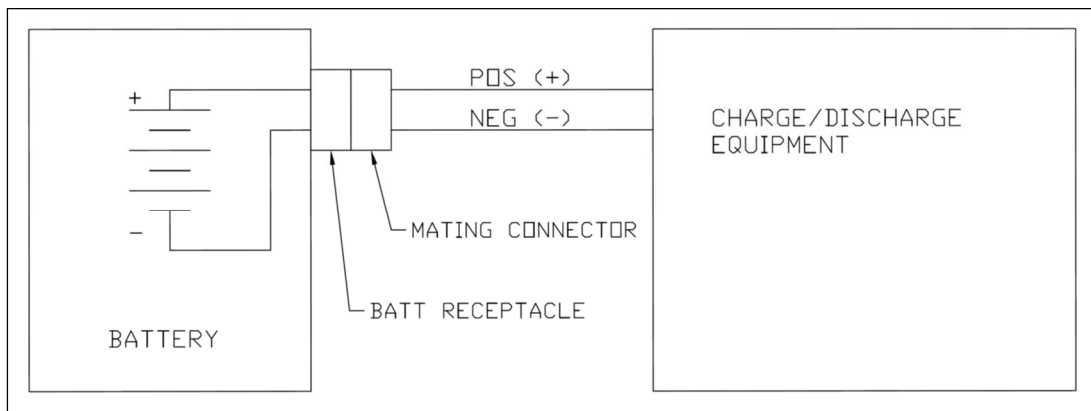 +
-
BATTERY
POS (+)
NEG (-)
MATING CONNECTOR
BATT RECEPTACLE
CHARGE/DISCHARGE
EQUIPMENT